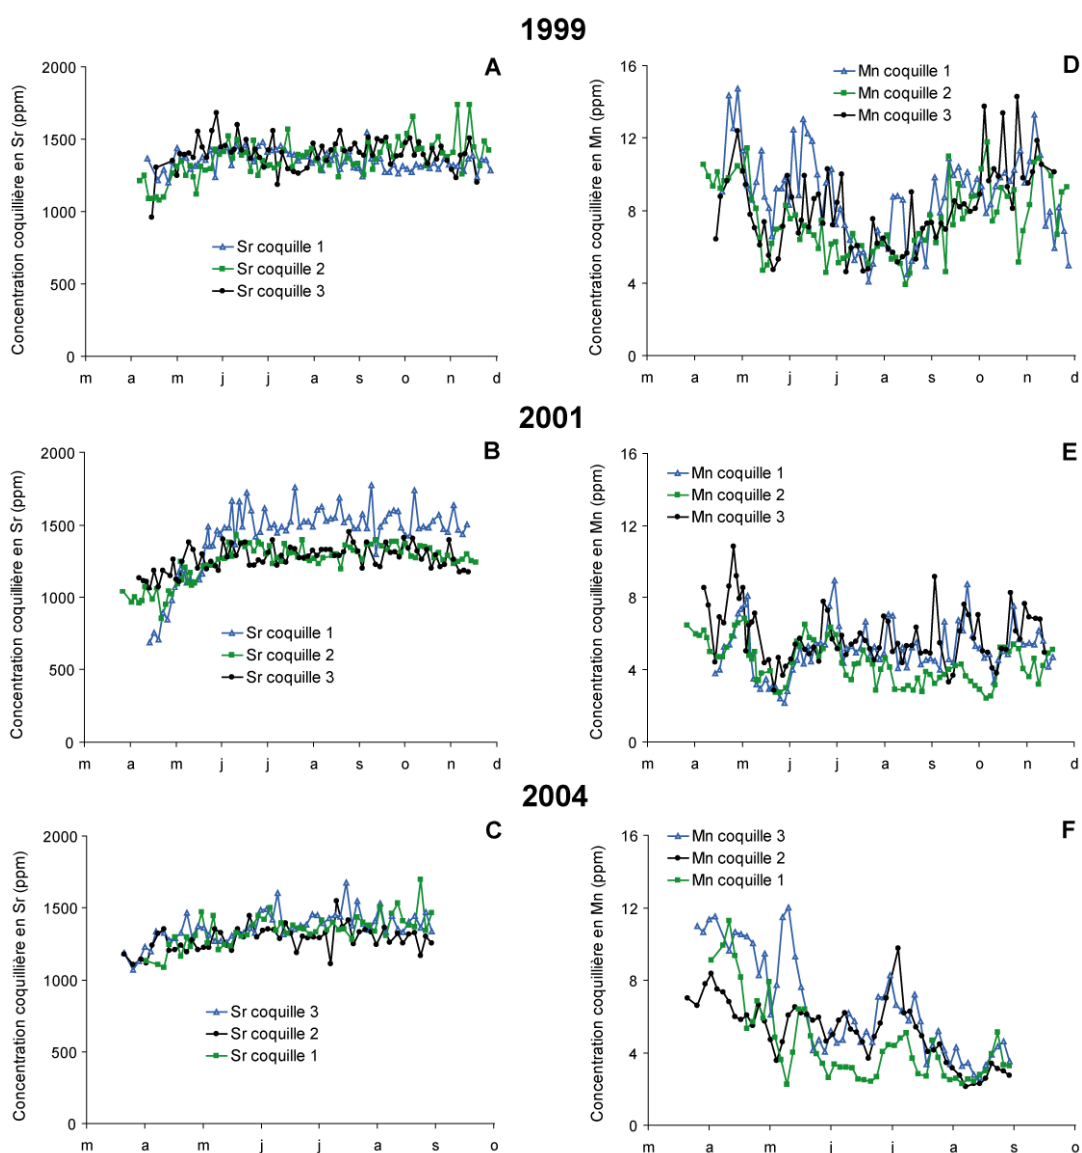 1999
A
Concentration coquillière en Sr (ppm)
2000
1500
1000
500
0
Sr coquille 1
Sr coquille 2
Sr coquille 3
m a m j j a s o n d
D
Concentration coquillière en Mn (ppm)
16
12
8
4
0
Mn coquille 1
Mn coquille 2
Mn coquille 3
m a m j j a s o n d
2001
B
Concentration coquillière en Sr (ppm)
2000
1500
1000
500
0
Sr coquille 1
Sr coquille 2
Sr coquille 3
m a m j j a s o n d
E
Concentration coquillière en Mn (ppm)
16
12
8
4
0
Mn coquille 1
Mn coquille 2
Mn coquille 3
m a m j j a s o n d
2004
C
Concentration coquillière en Sr (ppm)
2000
1500
1000
500
0
Sr coquille 3
Sr coquille 2
Sr coquille 1
m a m j j a s o
F
Concentration coquillière en Mn (ppm)
16
12
8
4
0
Mn coquille 3
Mn coquille 2
Mn coquille 1
m a m j j a s o